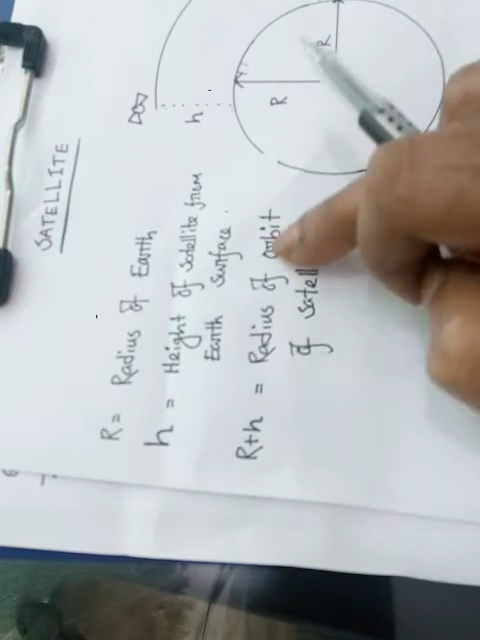 SATELLITE
h
R
R
R = Radius of Earth
h = Height of Satellite from
Earth surface.
R+h = Radius of orbit
of satell